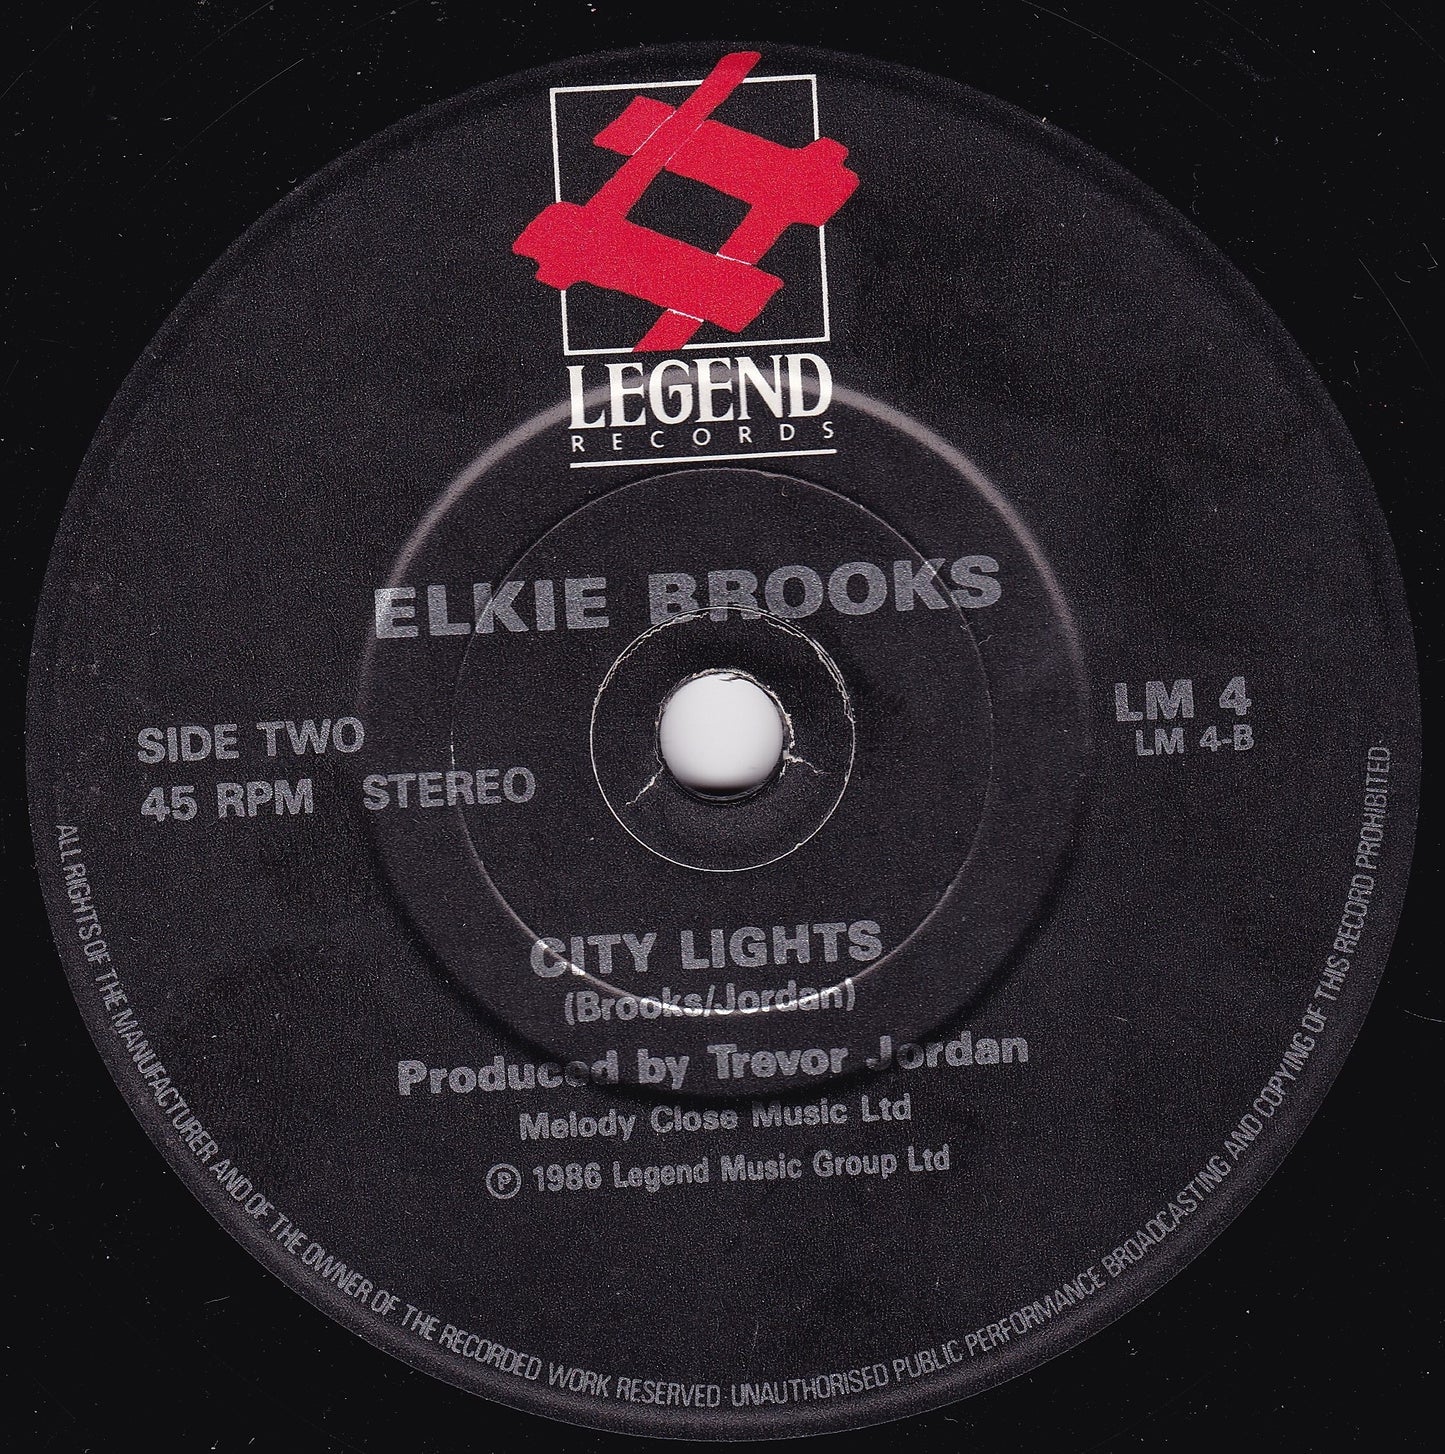 LEGEND
RECORDS
ELKIE BROOKS
SIDE TWO
45 RPM STEREO
LM 4
LM 4-B
CITY LIGHTS
(Brooks/Jordan)
Produced by Trevor Jordan
Melody Close Music Ltd
Ⓟ 1986 Legend Music Group Ltd
ALL RIGHTS OF THE MANUFACTURER AND OF THE OWNER OF THE RECORDED WORK RESERVED · UNAUTHORISED PUBLIC PERFORMANCE BROADCASTING AND COPYING OF THIS RECORD PROHIBITED ·